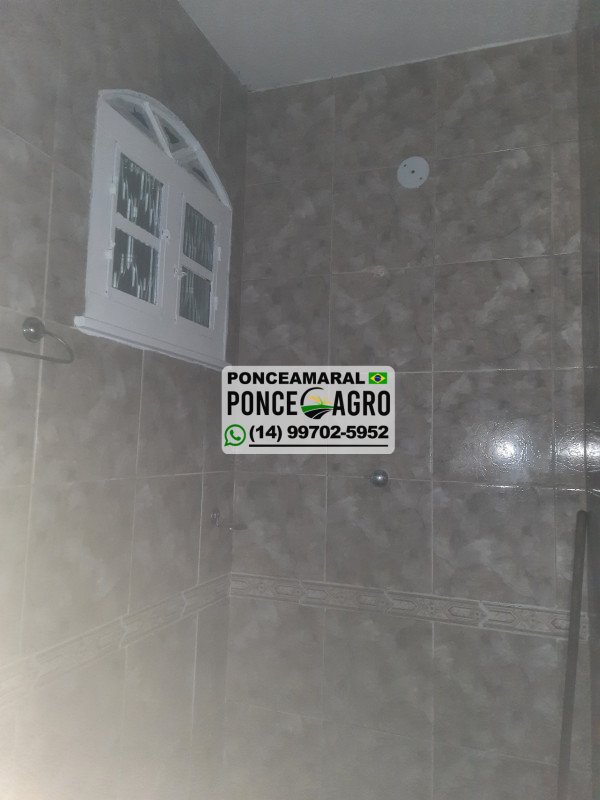 PONCEAMARAL
PONCE AGRO
(14) 99702-5952